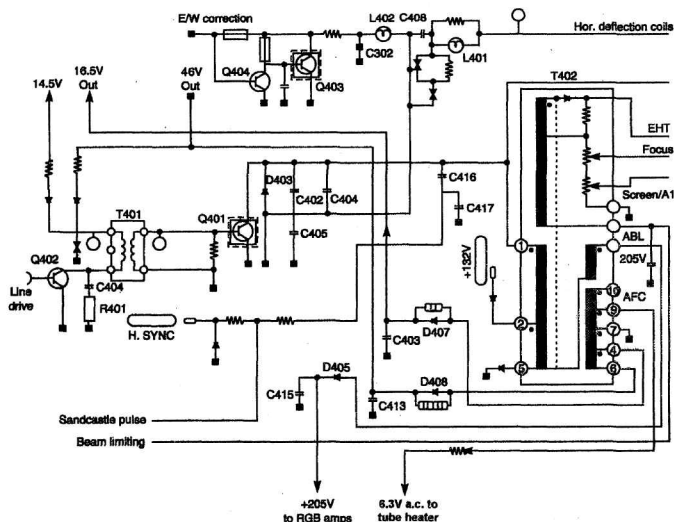 E/W correction
L402
C408
Hor. deflection coils
16.5V
Out
46V
Out
14.5V
Q404
Q403
C302
L401
T402
EHT
Focus
Screen/A1
D403
C416
T401
Q401
C402
C404
C417
C405
ABL
+132V
205V
1
Q402
C404
10
AFC
Line
drive
R401
2
9
7
H. SYNC
C403
D407
4
D405
D408
5
6
C415
C413
Sandcastle pulse
Beam limiting
+205V
to RGB amps
6.3V a.c. to
tube heater